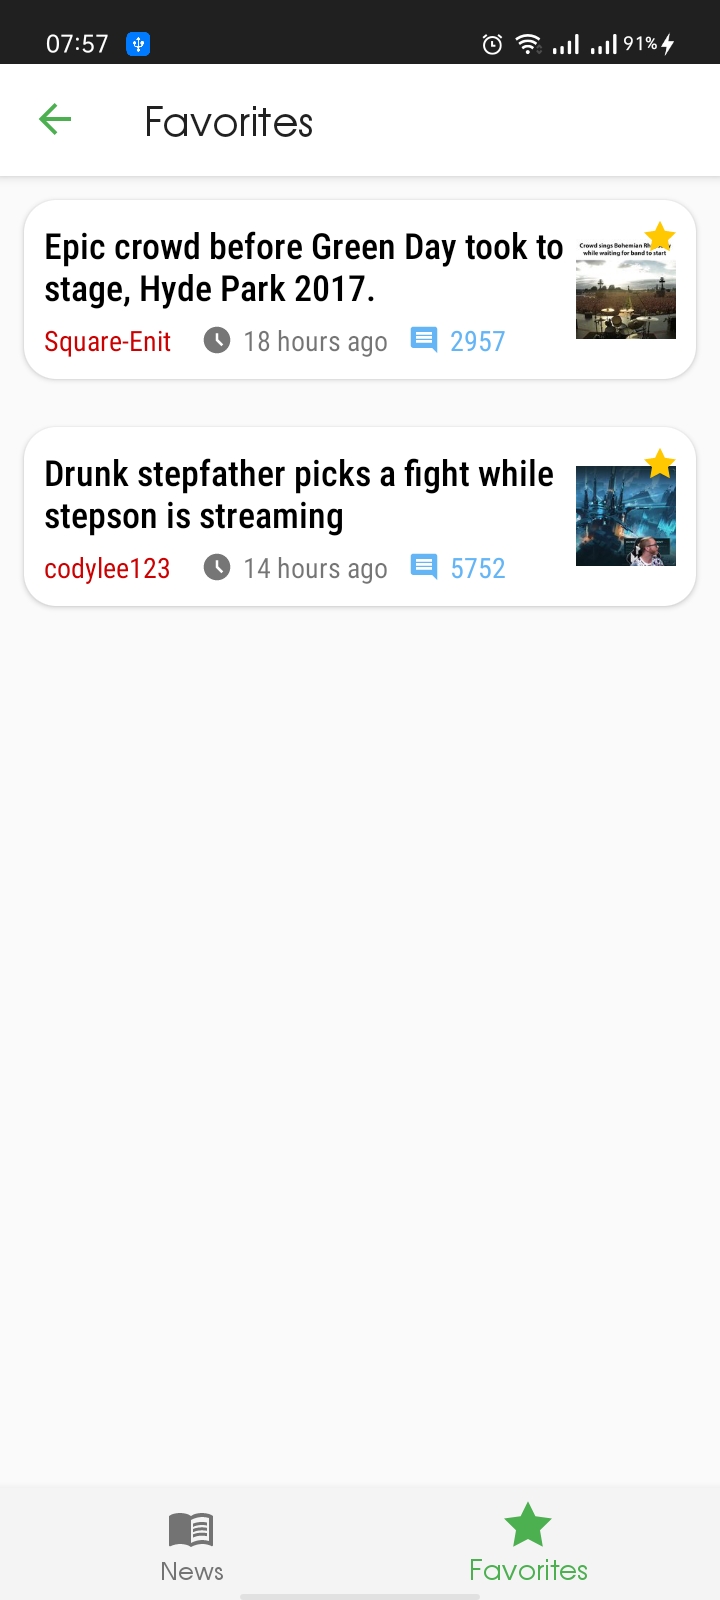 07:57
91%
Favorites
Epic crowd before Green Day took to
stage, Hyde Park 2017.
Square-Enit 18 hours ago 2957
Crowd sings Bohemian
while waiting for band to start
Drunk stepfather picks a fight while
stepson is streaming
codylee123 14 hours ago 5752
News
Favorites